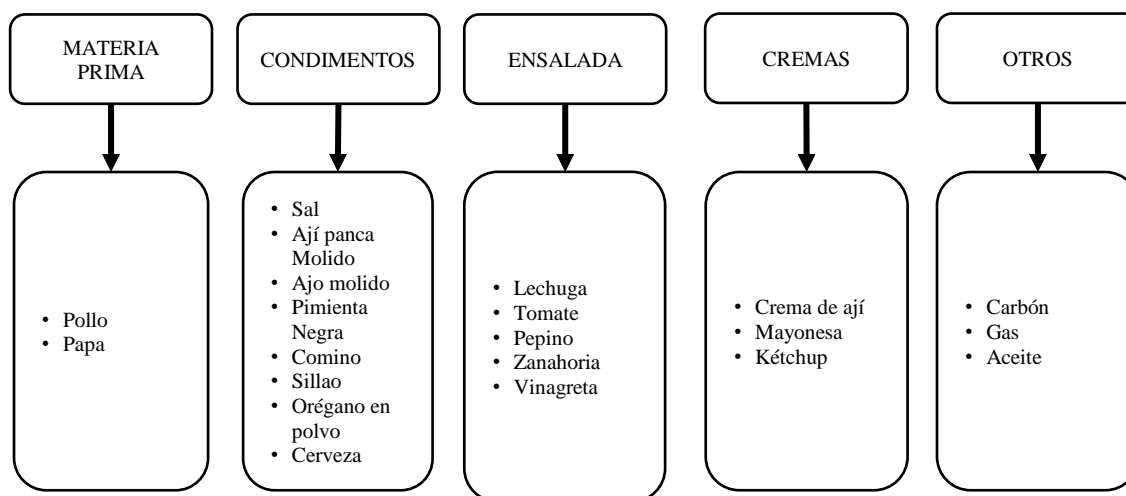 MATERIA
PRIMA
CONDIMENTOS
ENSALADA
CREMAS
OTROS
• Pollo
• Papa
• Sal
• Ají panca
Molido
• Ajo molido
• Pimienta
Negra
• Comino
• Sillao
• Orégano en
polvo
• Cerveza
• Lechuga
• Tomate
• Pepino
• Zanahoria
• Vinagreta
• Crema de ají
• Mayonesa
• Kétchup
• Carbón
• Gas
• Aceite